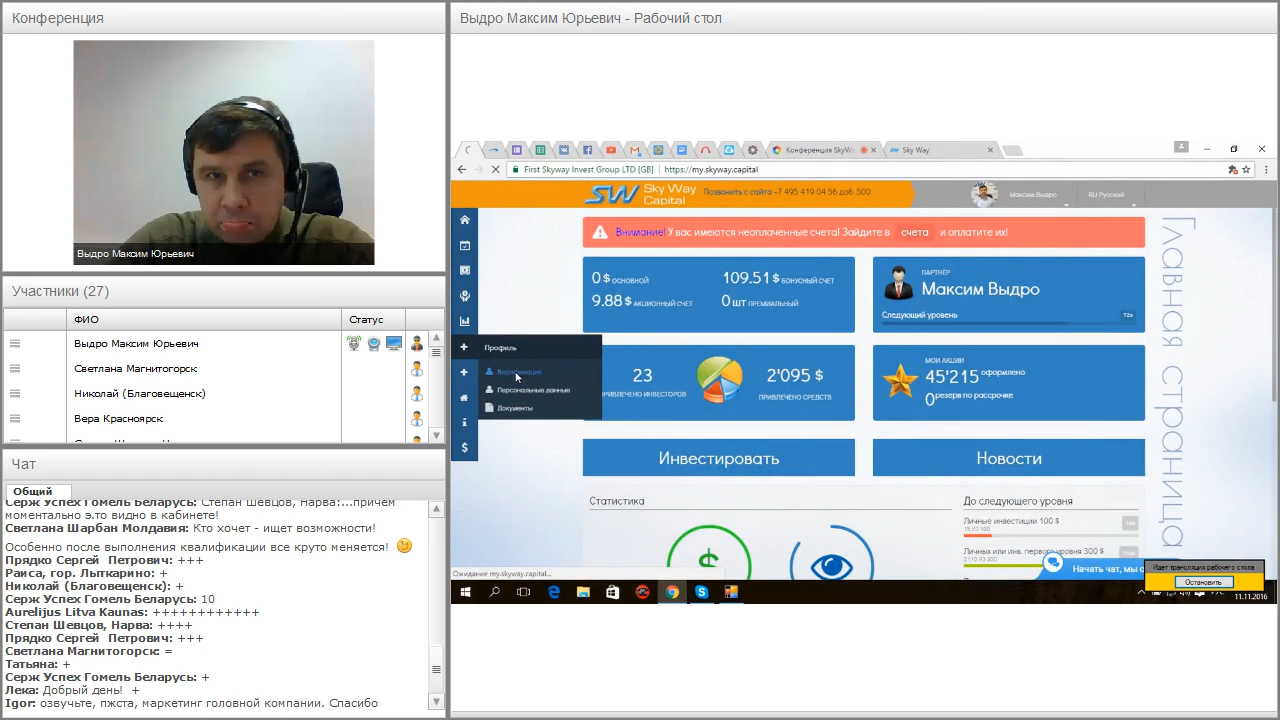 Конференция
Выдро Максим Юрьевич
Участники (27)
ФИО
Статус
Выдро Максим Юрьевич
Светлана Магнитогорск
Николай (Благовещенск)
Вера Красноярск
Чат
Общий
Серж Успех Гомель Беларусь: Степан Шевцов, Нарва:...причем
моментально э.то видно в кабинете!
Светлана Шарбан Молдавия: Кто хочет - ищет возможности!
Особенно после выполнения квалификации все круто меняется!
Прядко Сергей Петрович: +++
Раиса, гор. Лыткарино: +
Николай (Благовещенск): +
Серж Успех Гомель Беларусь: 10
Aurelijus Litva Kaunas: ++++++++++++
Степан Шевцов, Нарва: ++++
Прядко Сергей Петрович: +++
Светлана Магнитогорск: =
Татьяна: +
Серж Успех Гомель Беларусь: +
Лека: Добрый день! +
Igor: озвучьте, пжста, маркетинг головной компании. Спасибо
Выдро Максим Юрьевич - Рабочий стол
Конференция SkyWa
Sky Way
First Skyway Invest Group LTD [GB]
https://my.skyway.capital
SW Sky Way Capital
Позвонить с сайта +7 495 419 04 56 доб. 500
Максим Выдро
RU Русский
Внимание! У вас имеются неоплаченные счета! Зайдите в счета и оплатите их!
0 $ ОСНОВНОЙ
109.51 $ БОНУСНЫЙ СЧЕТ
9.88 $ АКЦИОННЫЙ СЧЕТ
0 ШТ ПРЕМИАЛЬНЫЙ
ПАРТНЁР
Максим Выдро
Следующий уровень
72%
Профиль
Верификация
Персональные данные
Документы
23
ПРИВЛЕЧЕНО ИНВЕСТОРОВ
2'095 $
ПРИВЛЕЧЕНО СРЕДСТВ
МОИ АКЦИИ
45'215 оформлено
0 резерв по рассрочке
Инвестировать
Новости
Статистика
До следующего уровня
Личные инвестиции 100 $
Личных или инв. первого уровня 300 $
ГЛАВНАЯ СТРАНИЦА
Ожидание my.skyway.capital...
Начать чат, мы о
Идет трансляция рабочего стола
Остановить
11.11.2016